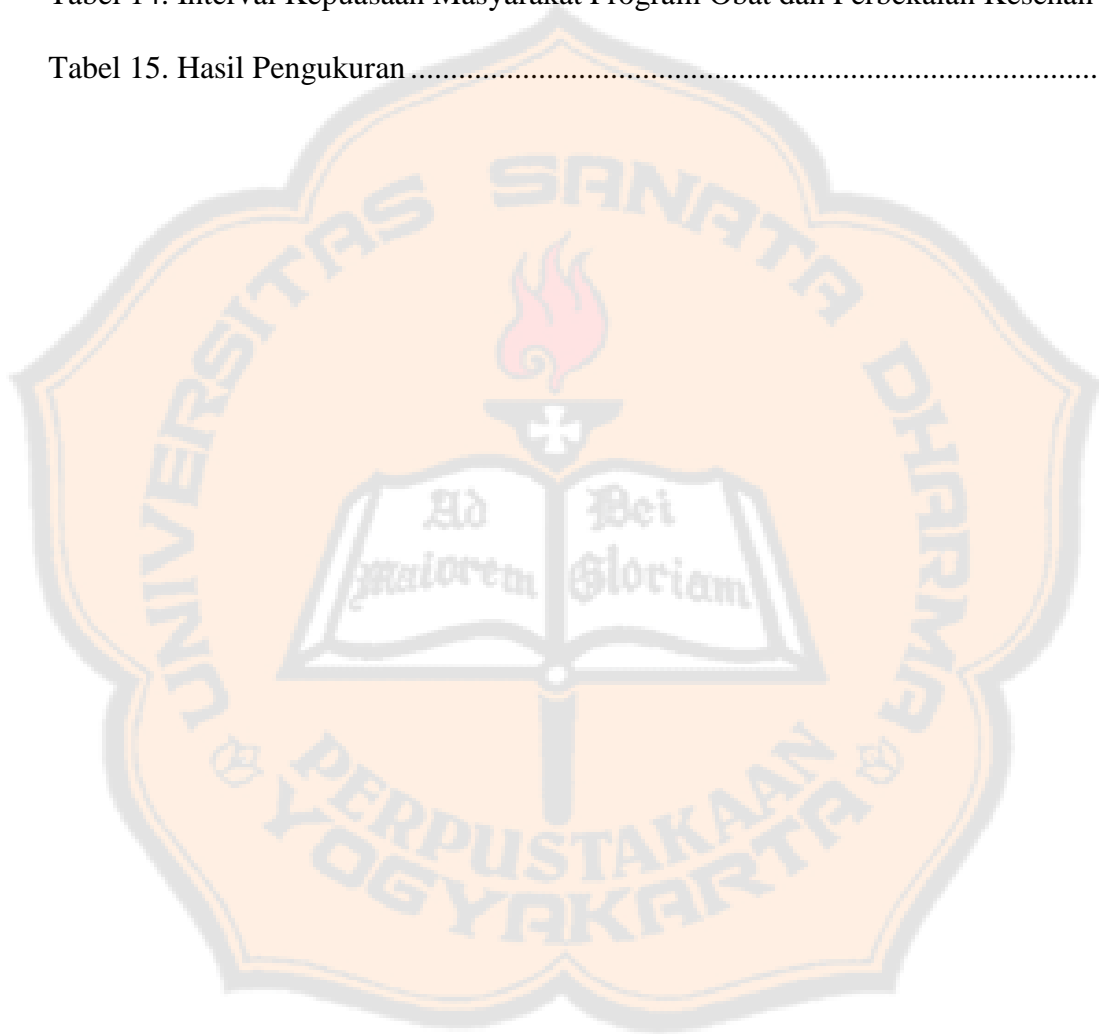 Tabel 14. Interval Kepuasaan Masyarakat Program Obat dan Perbekalan Kesehan
Tabel 15. Hasil Pengukuran ........................................................................................
UNIVERSITAS SANATA DHARMA
Ad Dei
maiorem Gloriam
PERPUSTAKAAN
YOGYAKARTA